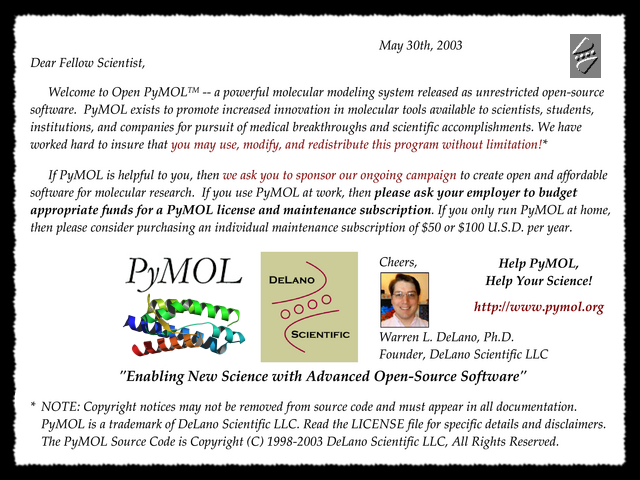 May 30th, 2003
Dear Fellow Scientist,
Welcome to Open PyMOL™ -- a powerful molecular modeling system released as unrestricted open-source
software. PyMOL exists to promote increased innovation in molecular tools available to scientists, students,
institutions, and companies for pursuit of medical breakthroughs and scientific accomplishments. We have
worked hard to insure that you may use, modify, and redistribute this program without limitation!*
If PyMOL is helpful to you, then we ask you to sponsor our ongoing campaign to create open and affordable
software for molecular research. If you use PyMOL at work, then please ask your employer to budget
appropriate funds for a PyMOL license and maintenance subscription. If you only run PyMOL at home,
then please consider purchasing an individual maintenance subscription of $50 or $100 U.S.D. per year.
PyMOL
DELANO
SCIENTIFIC
Cheers,
Warren L. DeLano, Ph.D.
Founder, DeLano Scientific LLC
Help PyMOL,
Help Your Science!
http://www.pymol.org
"Enabling New Science with Advanced Open-Source Software"
* NOTE: Copyright notices may not be removed from source code and must appear in all documentation.
PyMOL is a trademark of DeLano Scientific LLC. Read the LICENSE file for specific details and disclaimers.
The PyMOL Source Code is Copyright (C) 1998-2003 DeLano Scientific LLC, All Rights Reserved.